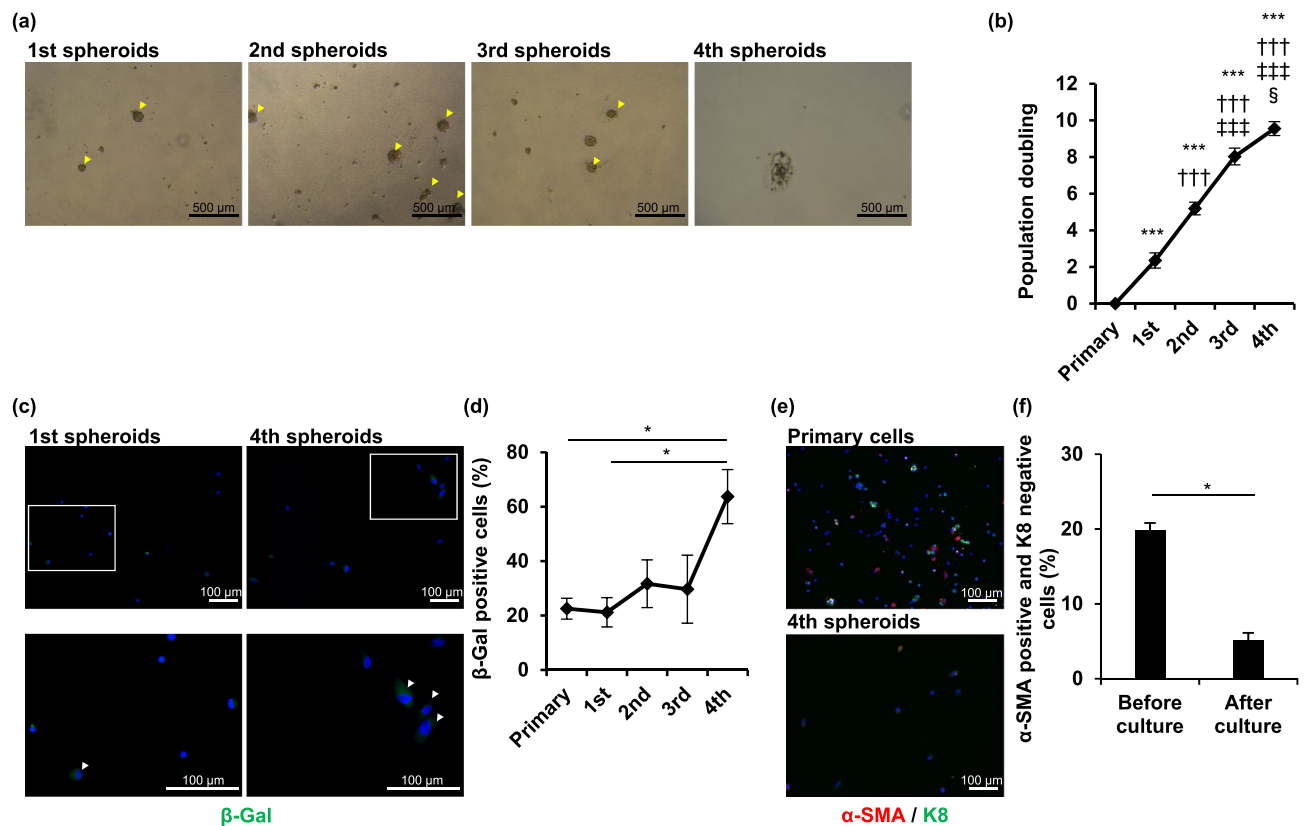 (a)
1st spheroids
2nd spheroids
3rd spheroids
4th spheroids
500 µm
500 µm
500 µm
500 µm
(b)
***
†††
‡‡‡
§
***
†††
‡‡‡
***
†††
***
Population doubling
12
10
8
6
4
2
0
Primary
1st
2nd
3rd
4th
(c)
1st spheroids
4th spheroids
100 µm
100 µm
100 µm
100 µm
β-Gal
(d)
*
*
β-Gal positive cells (%)
80
60
40
20
0
Primary
1st
2nd
3rd
4th
(e)
Primary cells
100 µm
4th spheroids
100 µm
α-SMA / K8
(f)
α-SMA positive and K8 negative
cells (%)
30
20
10
0
*
Before
culture
After
culture